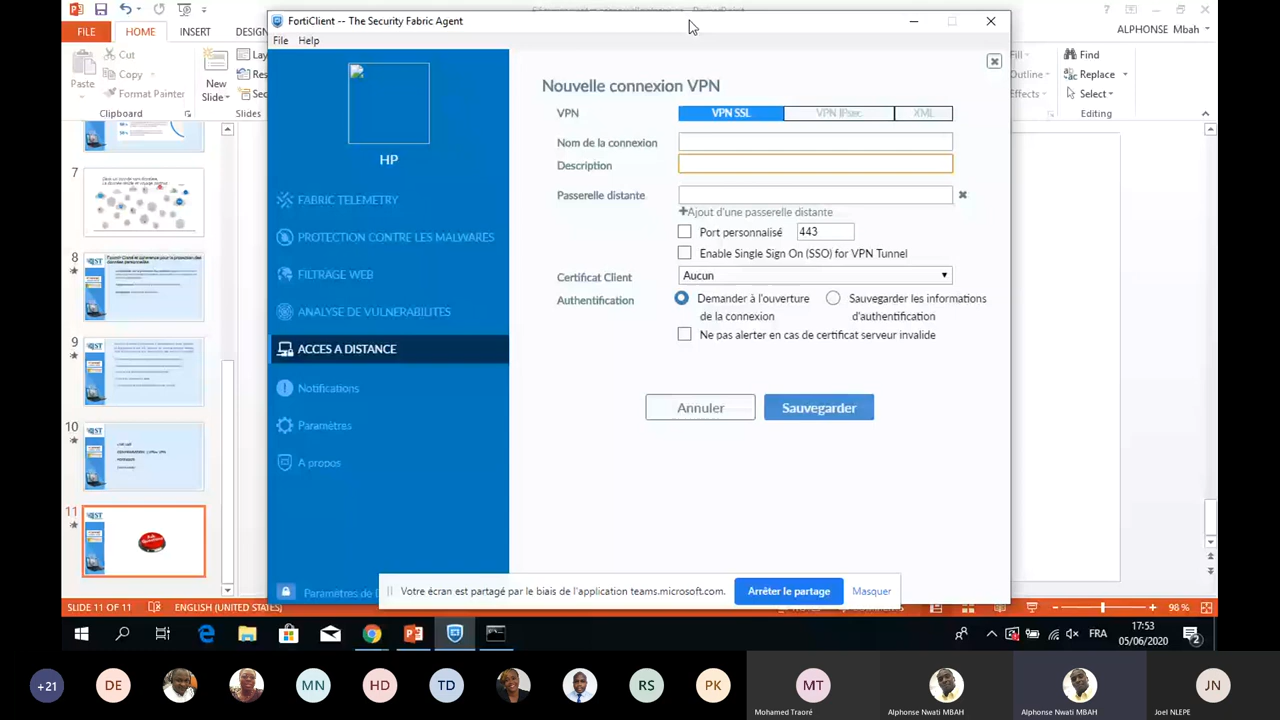 FortiClient -- The Security Fabric Agent
File Help
FILE HOME INSERT DESIGN
ALPHONSE Mbah
Cut
Copy
Format Painter
Paste
Clipboard
New
Slide
Slides
Find
Replace
Select
Editing
HP
FABRIC TELEMETRY
PROTECTION CONTRE LES MALWARES
FILTRAGE WEB
ANALYSE DE VULNERABILITES
ACCES A DISTANCE
Notifications
Paramètres
A propos
Nouvelle connexion VPN
VPN VPN SSL VPN IPsec XML
Nom de la connexion
Description
Passerelle distante
+Ajout d'une passerelle distante
Port personnalisé 443
Enable Single Sign On (SSO) for VPN Tunnel
Certificat Client Aucun
Authentification Demander à l'ouverture de la connexion
Sauvegarder les informations d'authentification
Ne pas alerter en cas de certificat serveur invalide
Annuler Sauvegarder
7
8
9
10
11
Votre écran est partagé par le biais de l'application teams.microsoft.com. Arrêter le partage Masquer
SLIDE 11 OF 11 ENGLISH (UNITED STATES)
98 %
FRA
17:53
05/06/2020
2
+21 DE MN HD TD RS PK MT JN
Mohamed Traoré
Alphonse Nwati MBAH
Alphonse Nwati MBAH
Joel NLEPE